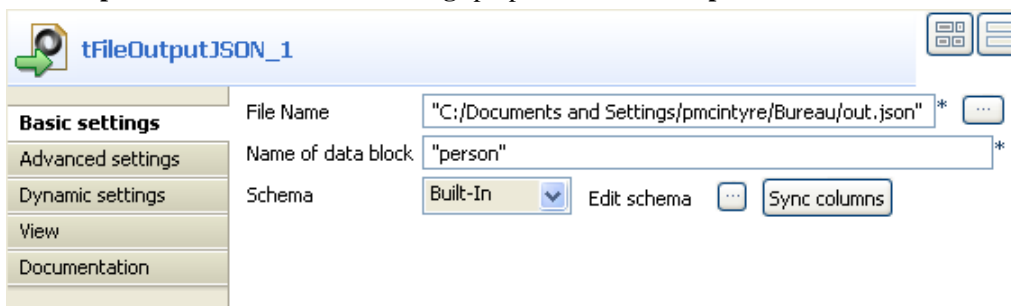 tFileOutputJSON_1
Basic settings
Advanced settings
Dynamic settings
View
Documentation
File Name "C:/Documents and Settings/pmcintyre/Bureau/out.json" * ...
Name of data block "person" *
Schema Built-In Edit schema ... Sync columns